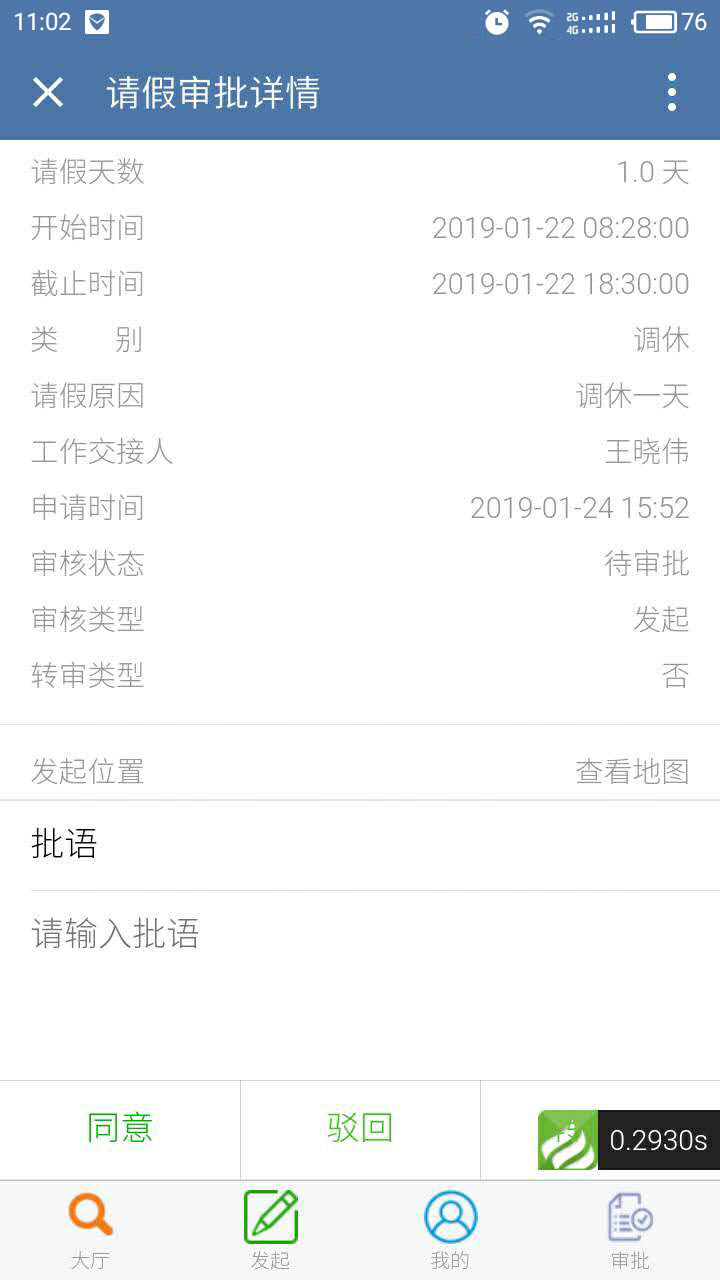 11:02 2G 4G 76
请假审批详情
请假天数 1.0 天
开始时间 2019-01-22 08:28:00
截止时间 2019-01-22 18:30:00
类 别 调休
请假原因 调休一天
工作交接人 王晓伟
申请时间 2019-01-24 15:52
审核状态 待审批
审核类型 发起
转审类型 否
发起位置 查看地图
批语
请输入批语
同意 驳回 0.2930s
大厅 发起 我的 审批